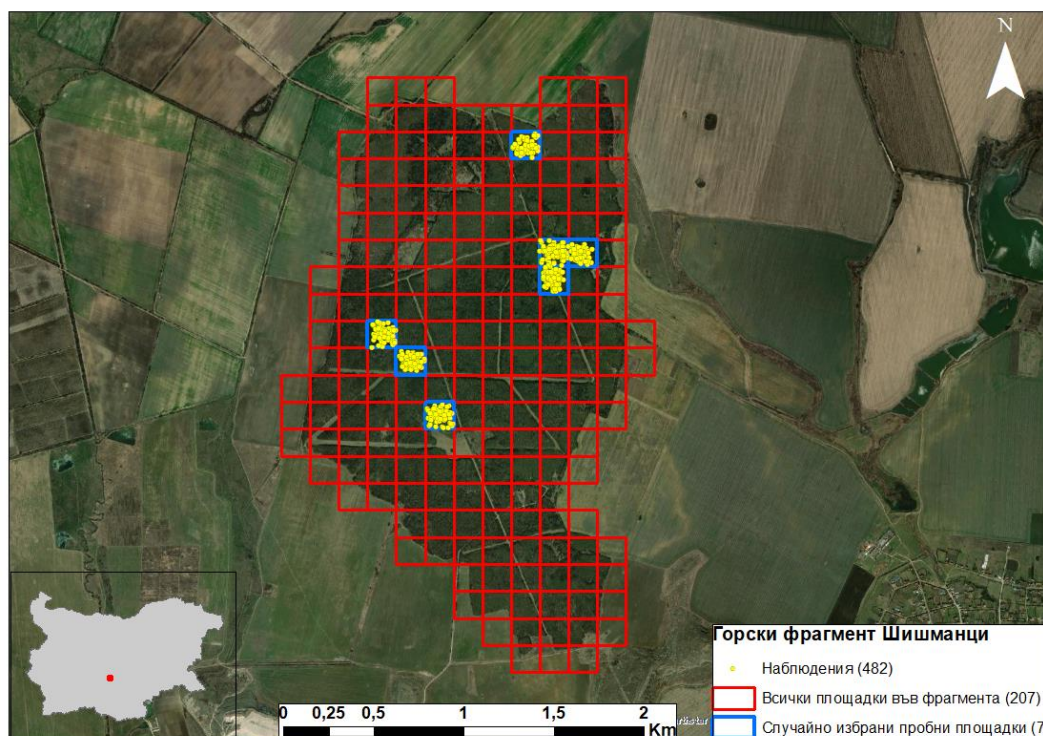 N
Горски фрагмент Шишманци
Наблюдения (482)
Всички площадки във фрагмента (207)
Случайно избрани пробни площадки (7
0 0,25 0,5 1 1,5 2
Km